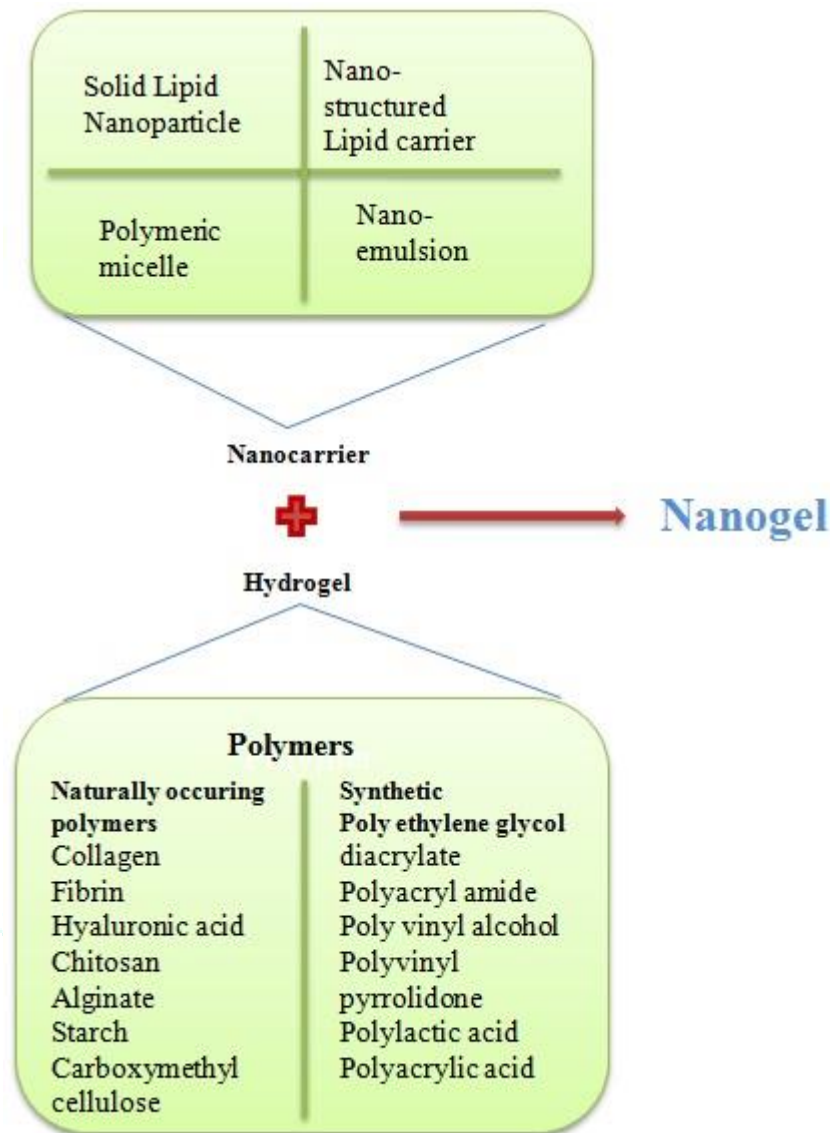 Solid Lipid
Nanoparticle
Nano-
structured
Lipid carrier
Polymeric
micelle
Nano-
emulsion
Nanocarrier
Hydrogel
Nanogel
Polymers
Naturally occuring
polymers
Collagen
Fibrin
Hyaluronic acid
Chitosan
Alginate
Starch
Carboxymethyl
cellulose
Synthetic
Poly ethylene glycol
diacrylate
Polyacryl amide
Poly vinyl alcohol
Polyvinyl
pyrrolidone
Polylactic acid
Polyacrylic acid